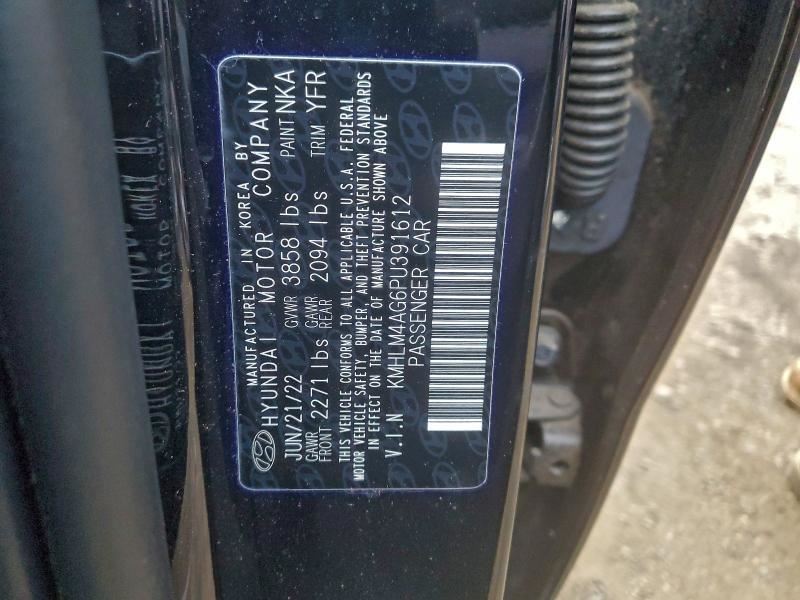 MANUFACTURED IN KOREA BY
HYUNDAI MOTOR COMPANY
JUN/21/22 GVWR 3858 lbs PAINT NKA
GAWR FRONT 2271 lbs GAWR REAR 2094 lbs TRIM YFR
THIS VEHICLE CONFORMS TO ALL APPLICABLE U.S.A. FEDERAL
MOTOR VEHICLE SAFETY, BUMPER, AND THEFT PREVENTION STANDARDS
IN EFFECT ON THE DATE OF MANUFACTURE SHOWN ABOVE
V.I.N KMHLM4AG6PU391612
PASSENGER CAR